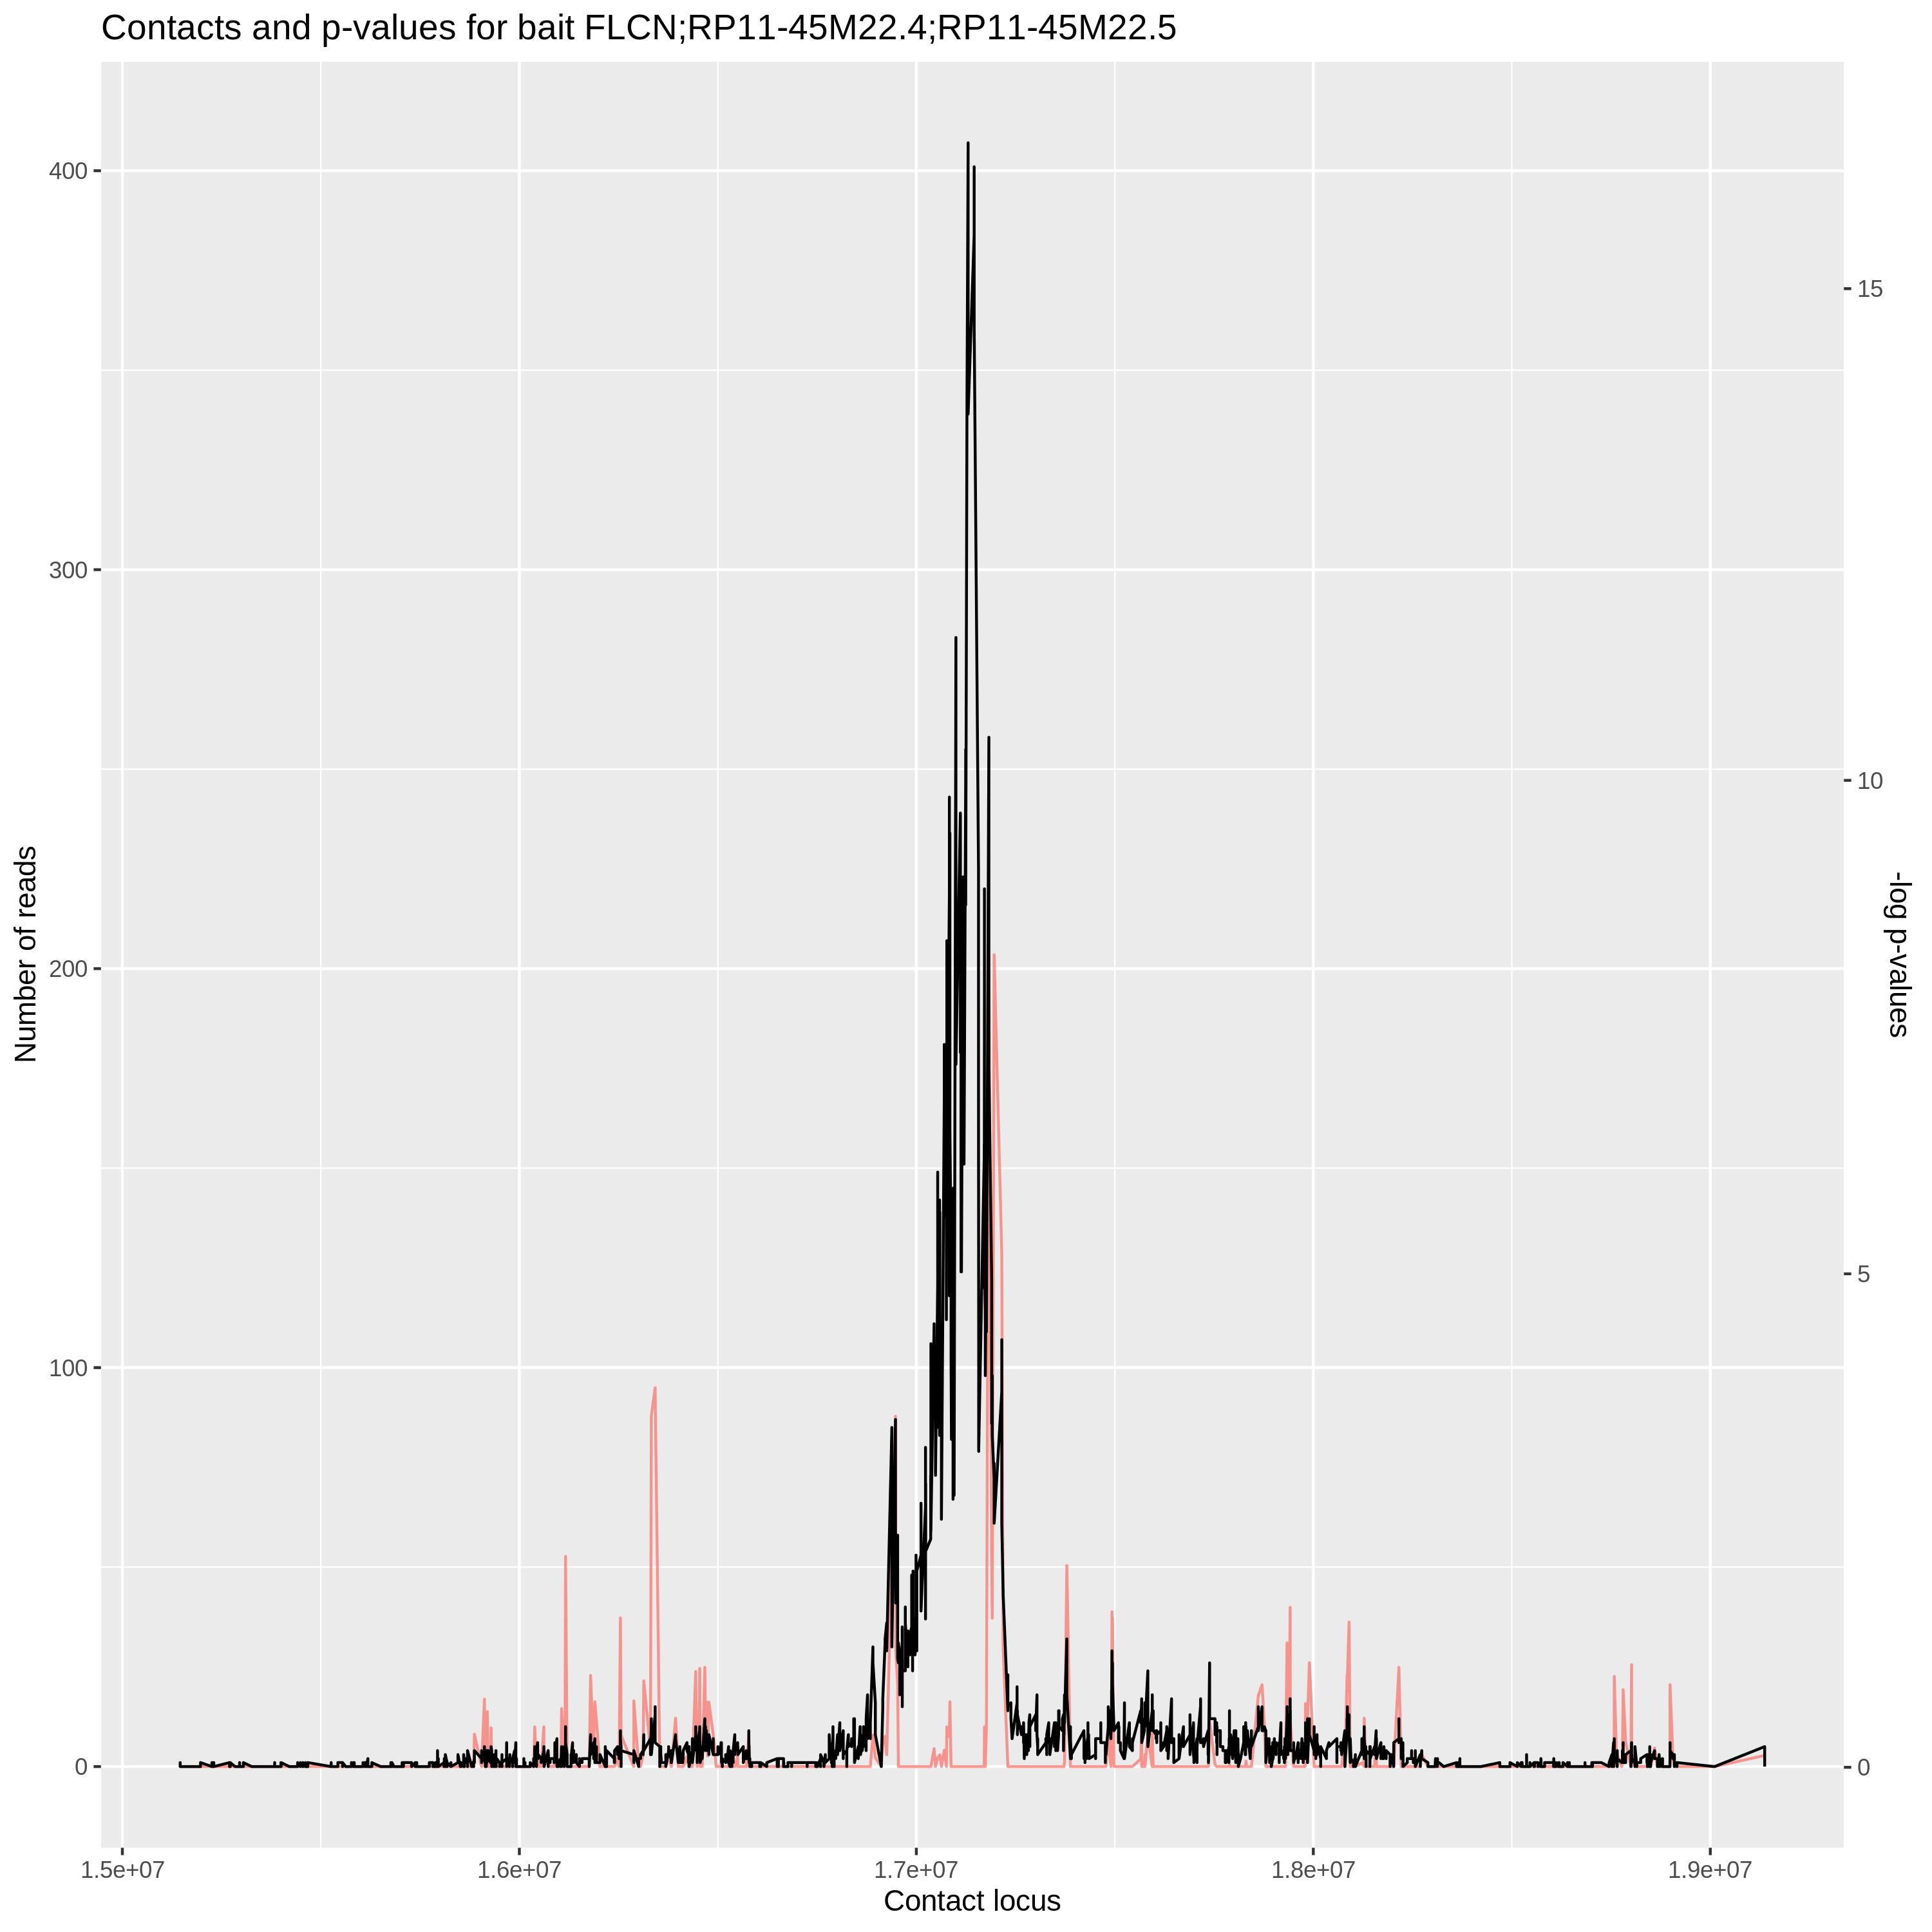 Contacts and p-values for bait FLCN;RP11-45M22.4;RP11-45M22.5
400
300
200
100
0
Number of reads
15
10
5
0
-log p-values
1.5e+07
1.6e+07
1.7e+07
1.8e+07
1.9e+07
Contact locus